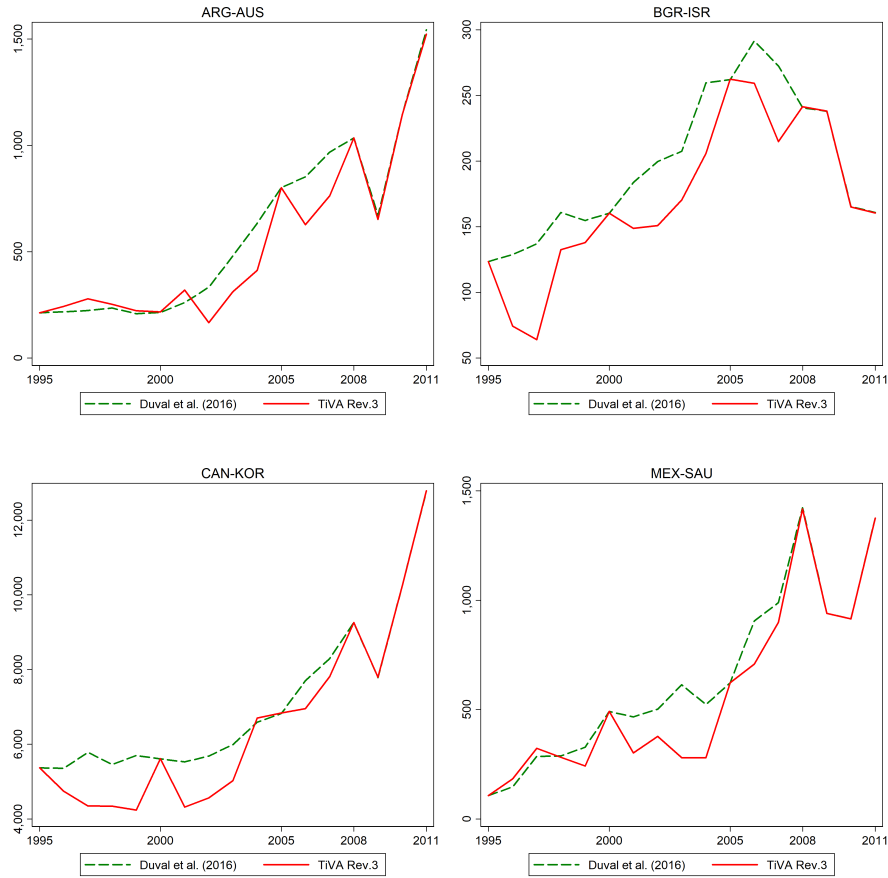 ARG-AUS
1,500
1,000
500
0
1995 2000 2005 2008 2011
Duval et al. (2016) TiVA Rev.3
BGR-ISR
300
250
200
150
100
50
1995 2000 2005 2008 2011
Duval et al. (2016) TiVA Rev.3
CAN-KOR
12,000
10,000
8,000
6,000
4,000
1995 2000 2005 2008 2011
Duval et al. (2016) TiVA Rev.3
MEX-SAU
1,500
1,000
500
0
1995 2000 2005 2008 2011
Duval et al. (2016) TiVA Rev.3